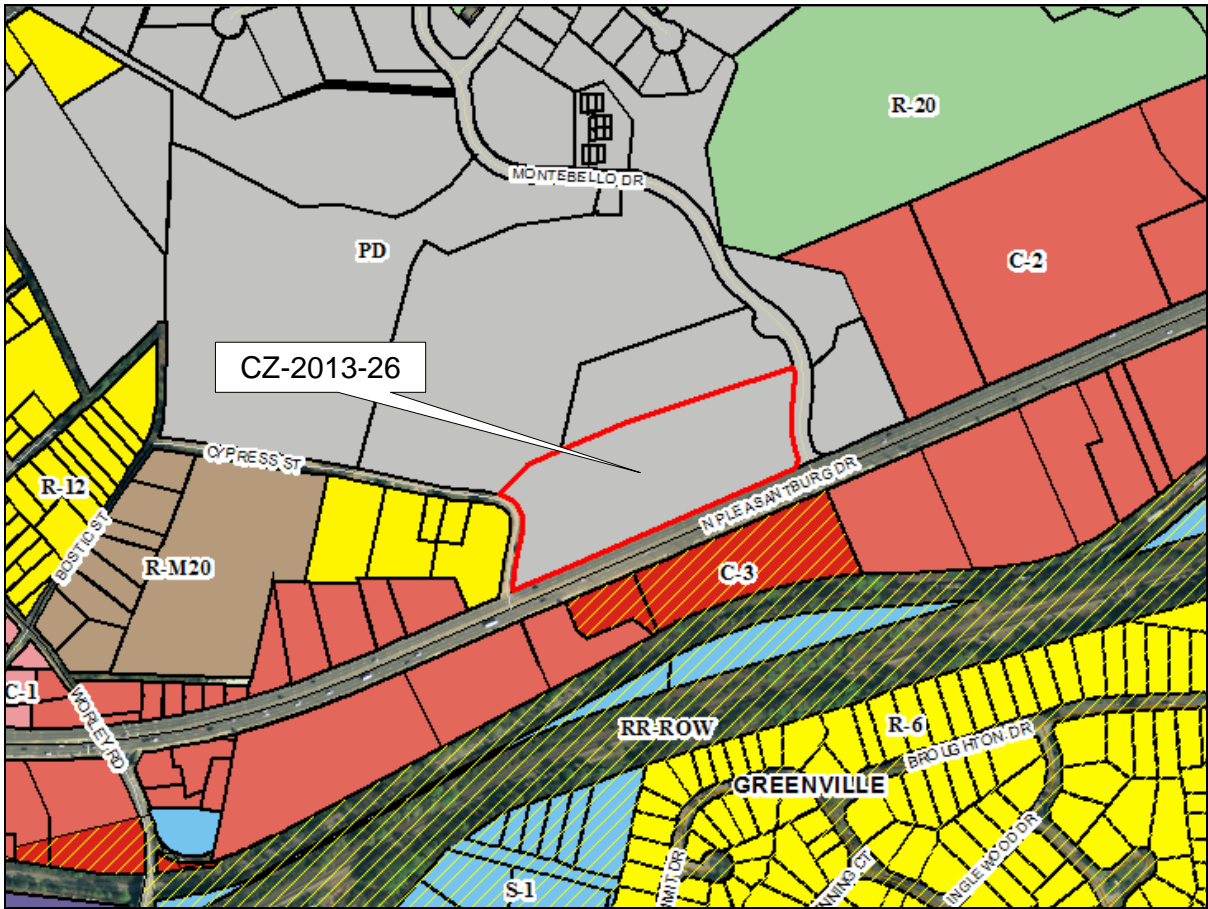 R-20
MONTEBELLO DR
PD
C-2
CZ-2013-26
CYPRESS ST
R-12
N PLEASANTBURG DR
BOSTIC ST
R-M20
C-3
C-1
WORLEY RD
RR-ROW
R-6
BROUGHTON DR
GREENVILLE
INGLEWOOD DR
S-1